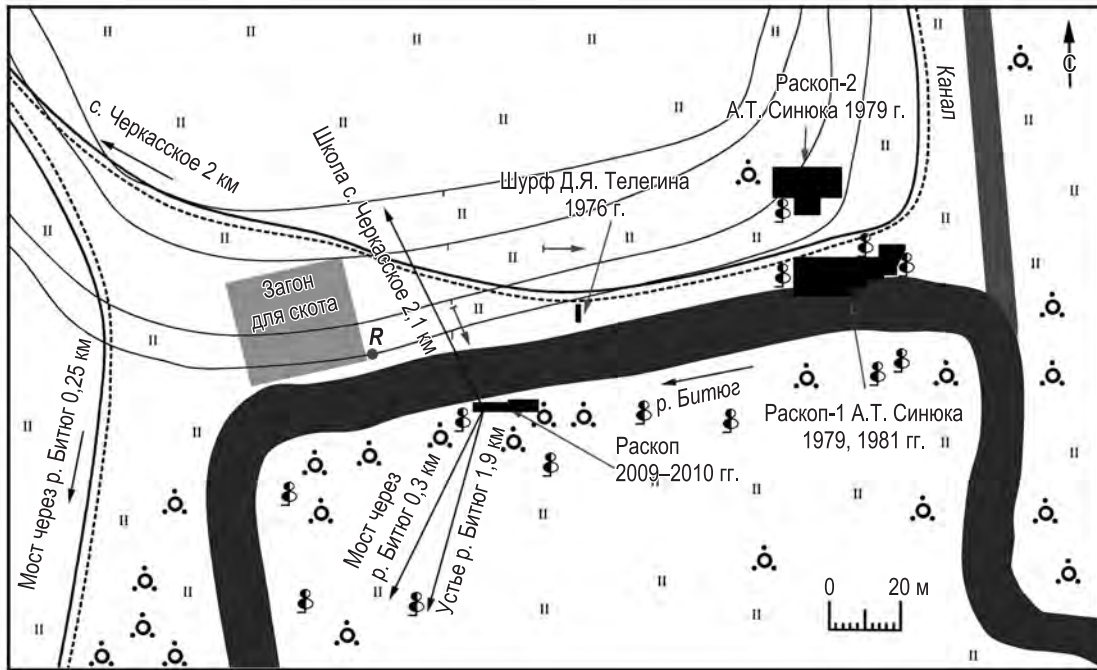 С
Канал
Раскоп-2
А.Т. Синюка 1979 г.
с. Черкасское 2 км
Школа с. Черкасское 2,1 км
Шурф Д.Я. Телегина
1976 г.
Загон
для скота
R
р. Битюг
Раскоп-1 А.Т. Синюка
1979, 1981 гг.
Раскоп
2009–2010 гг.
Мост через р. Битюг 0,25 км
Мост через
р. Битюг 0,3 км
Устье р. Битюг 1,9 км
0 20 м